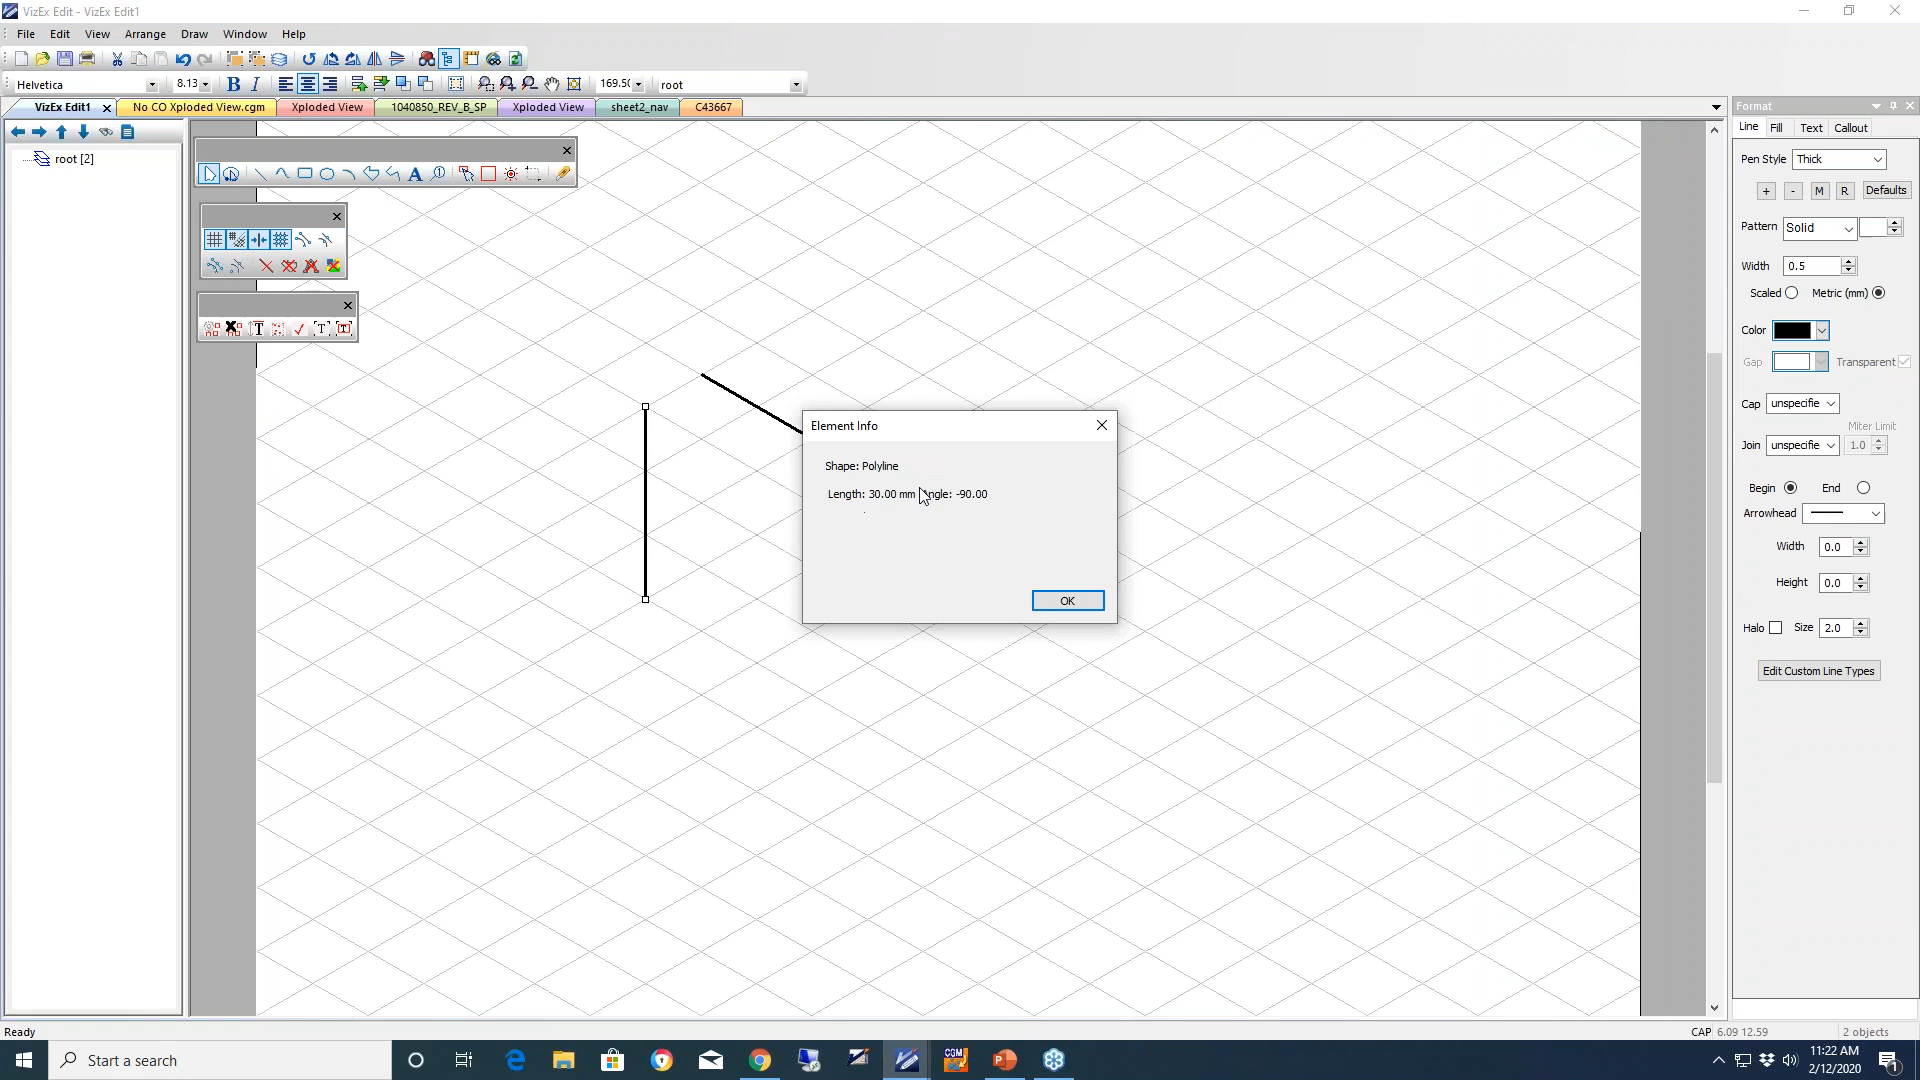 VizEx Edit - VizEx Edit1
File Edit View Arrange Draw Window Help
Helvetica 8.13 B I 169.50 root
VizEx Edit1 No CO Xploded View.cgm Xploded View 1040850_REV_B_SP Xploded View sheet2_nav C43667
root [2]
Element Info
Shape: Polyline
Length: 30.00 mm Angle: -90.00
OK
Format
Line Fill Text Callout
Pen Style Thick
+ - M R Defaults
Pattern Solid
Width 0.5
Scaled Metric (mm)
Color
Gap Transparent
Cap unspecifie
Miter Limit
Join unspecifie 1.0
Begin End
Arrowhead
Width 0.0
Height 0.0
Halo Size 2.0
Edit Custom Line Types
Ready CAP 6.09 12.59 2 objects
Start a search
CGM
11:22 AM
2/12/2020
1